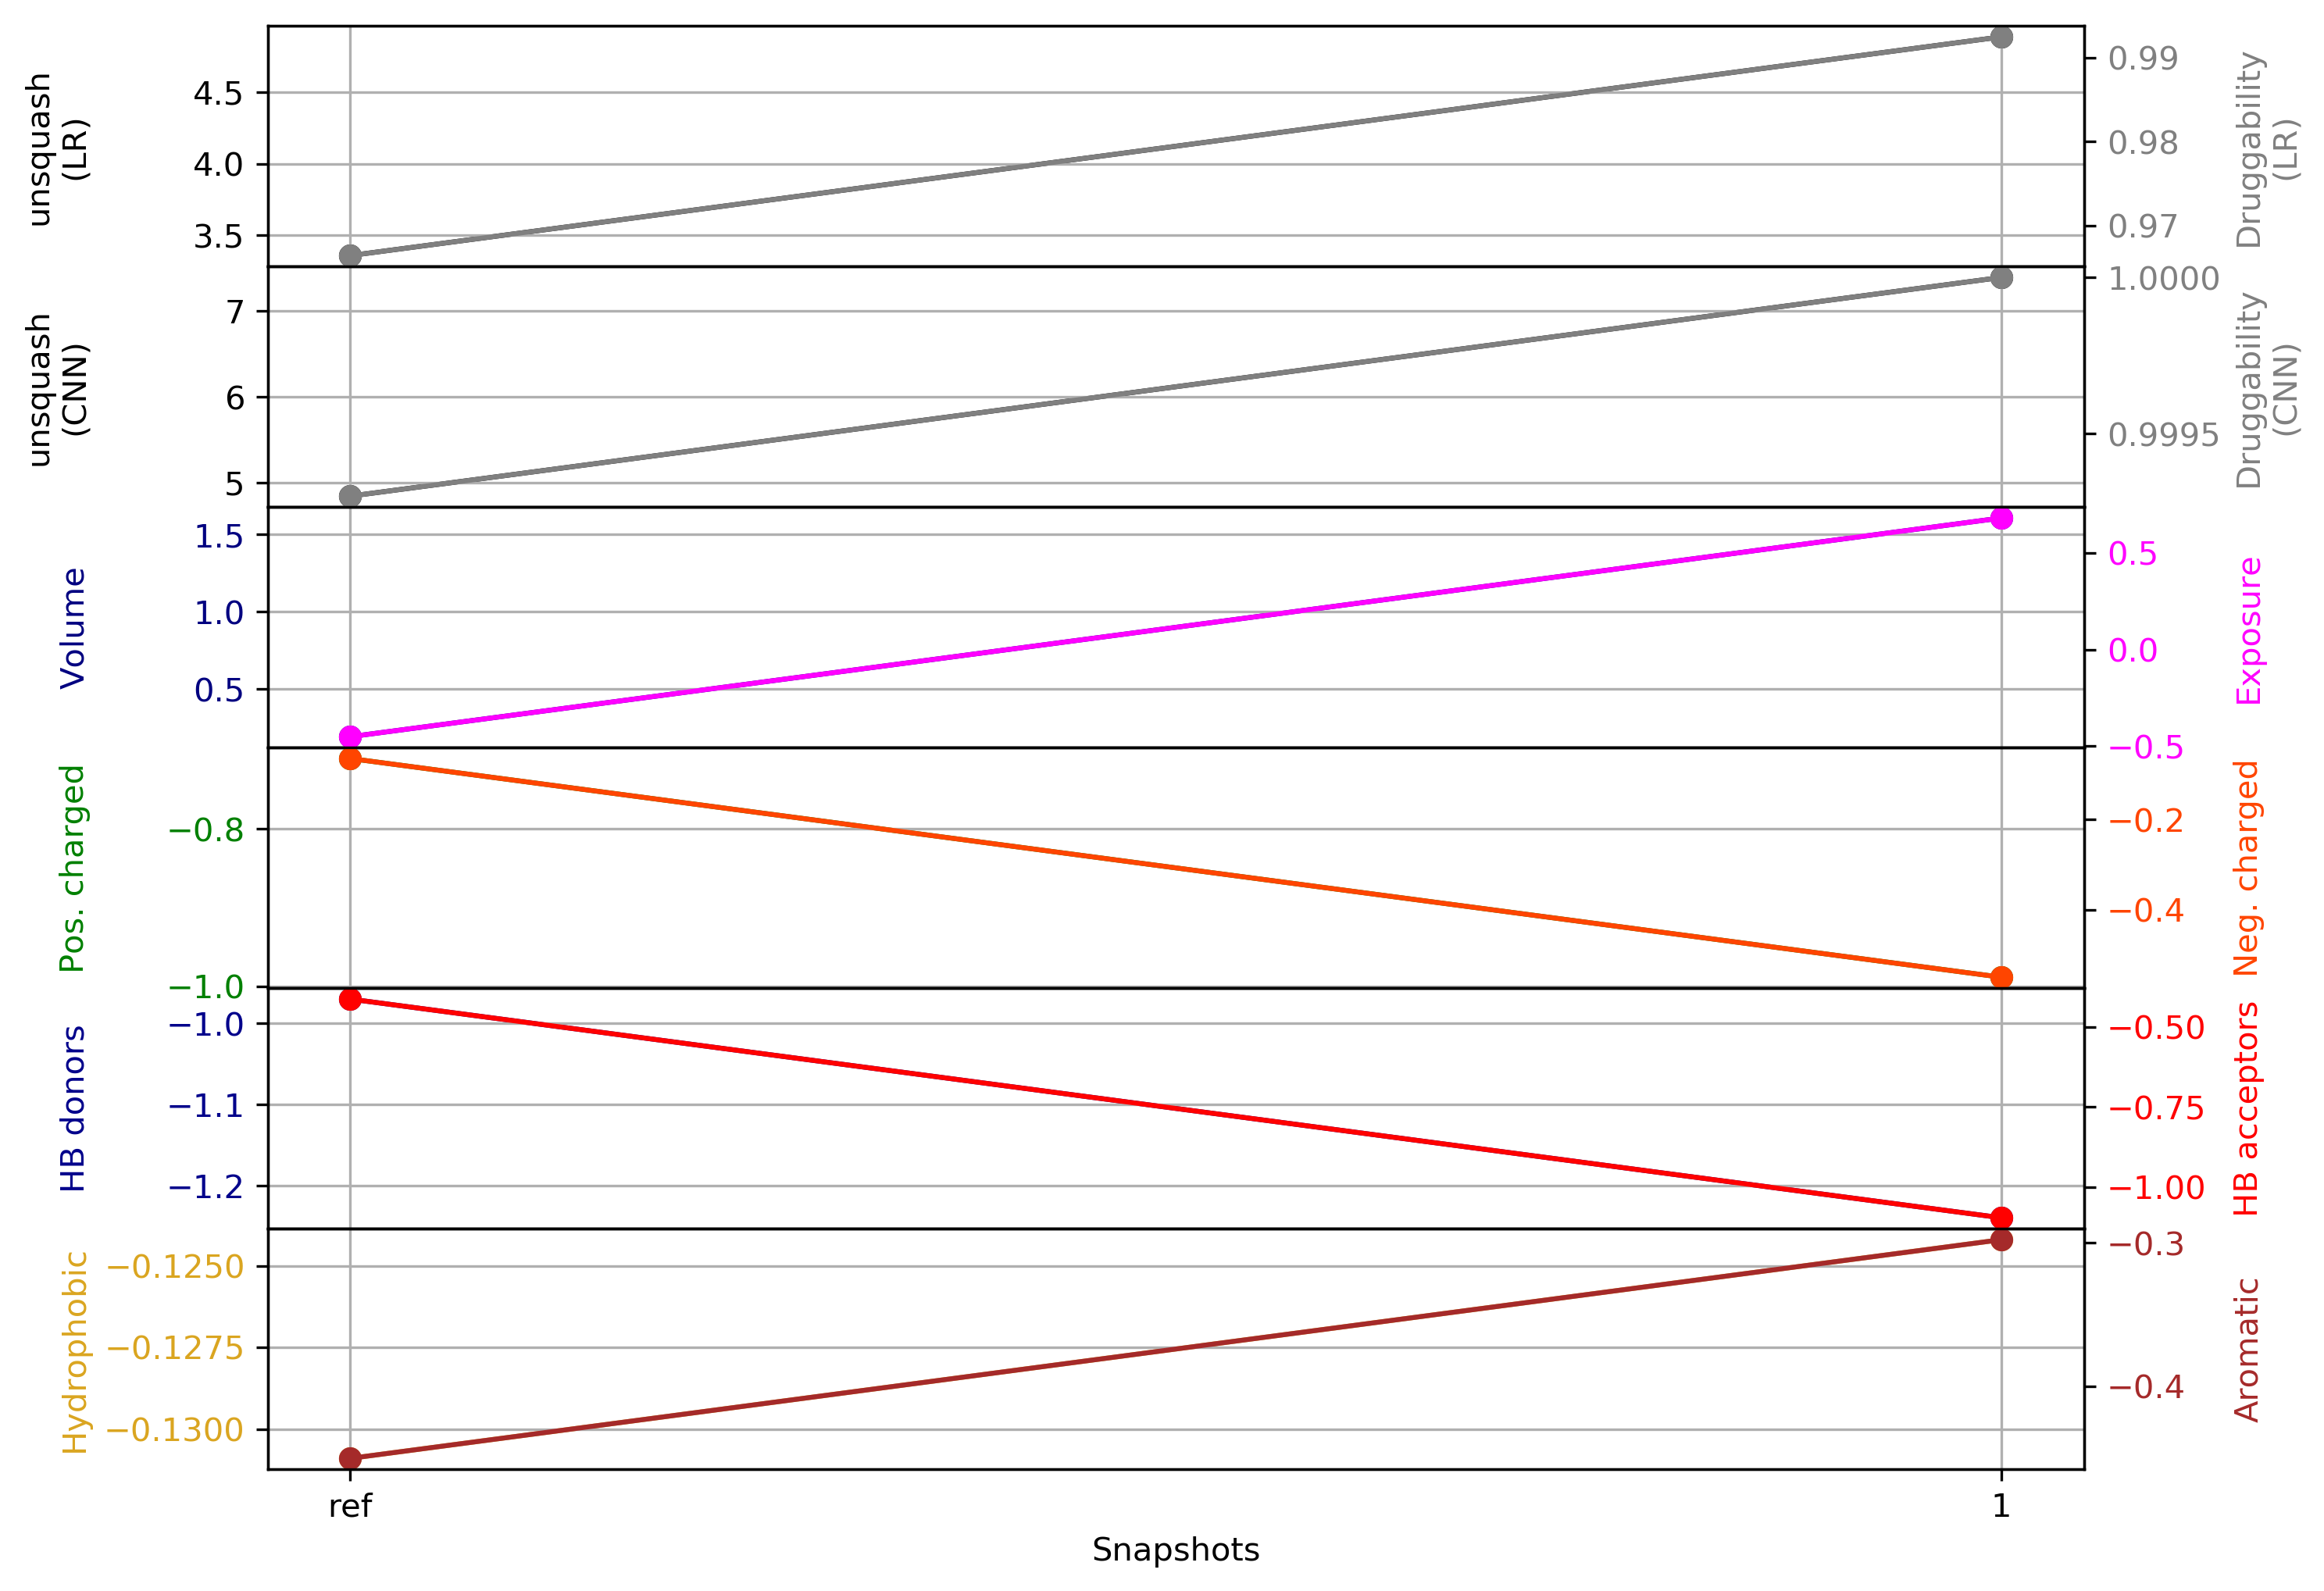 unsquash
(LR)
4.5
4.0
3.5
0.99
0.98
0.97
Druggability
(LR)
unsquash
(CNN)
7
6
5
1.0000
0.9995
Druggability
(CNN)
Volume
1.5
1.0
0.5
0.5
0.0
−0.5
Exposure
Pos. charged
−0.8
−1.0
−0.2
−0.4
Neg. charged
HB donors
−1.0
−1.1
−1.2
−0.50
−0.75
−1.00
HB acceptors
Hydrophobic
−0.1250
−0.1275
−0.1300
−0.3
−0.4
Aromatic
ref
1
Snapshots